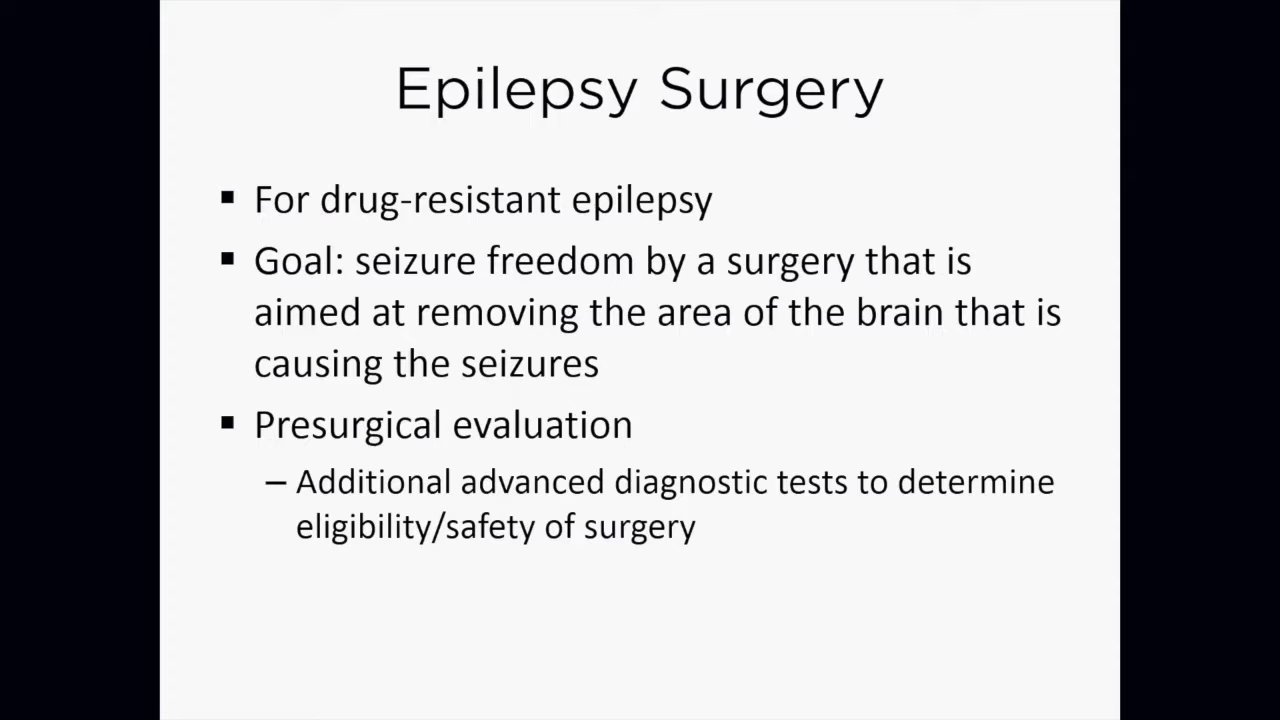 Epilepsy Surgery
▪ For drug-resistant epilepsy
▪ Goal: seizure freedom by a surgery that is
aimed at removing the area of the brain that is
causing the seizures
▪ Presurgical evaluation
– Additional advanced diagnostic tests to determine
eligibility/safety of surgery